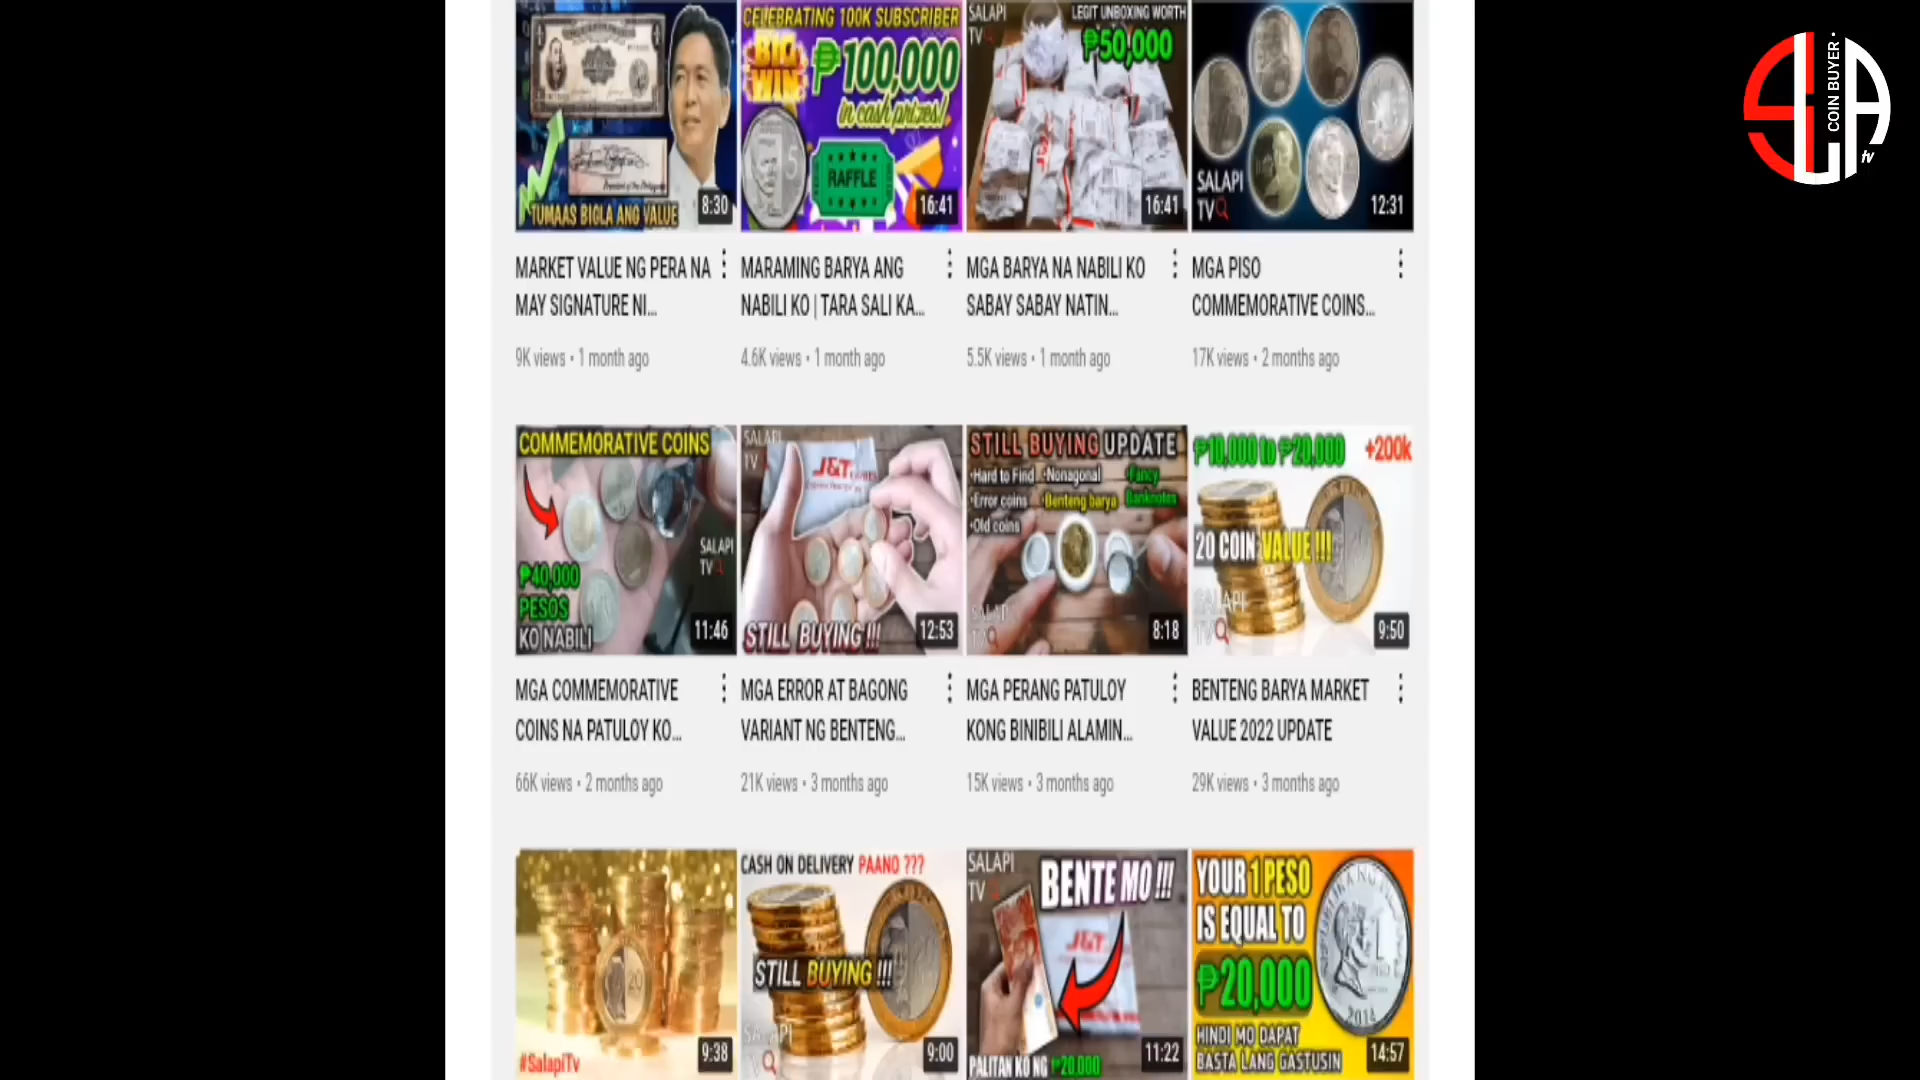 COIN BUYER
tv
TUMAAS BIGLA ANG VALUE
8:30
CELEBRATING 100K SUBSCRIBER
BIG
WIN
₱100,000
in cash prizes!
RAFFLE
16:41
SALAPI
TV
LEGIT UNBOXING WORTH
₱50,000
16:41
SALAPI
TV
12:31
MARKET VALUE NG PERA NA
MAY SIGNATURE NI...
9K views • 1 month ago
MARAMING BARYA ANG
NABILI KO | TARA SALI KA...
4.6K views • 1 month ago
MGA BARYA NA NABILI KO
SABAY SABAY NATIN...
5.5K views • 1 month ago
MGA PISO
COMMEMORATIVE COINS...
17K views • 2 months ago
COMMEMORATIVE COINS
SALAPI
TV
₱40,000
PESOS
KO NABILI
11:46
SALAPI
TV
J&T
STILL BUYING !!!
12:53
STILL BUYING UPDATE
•Hard to Find •Nonagonal •Fancy
•Error coins •Benteng barya Banknotes
•Old coins
SALAPI
TV
8:18
₱10,000 to ₱20,000 +200k
20 COIN VALUE !!!
SALAPI
TV
9:50
MGA COMMEMORATIVE
COINS NA PATULOY KO...
66K views • 2 months ago
MGA ERROR AT BAGONG
VARIANT NG BENTENG...
21K views • 3 months ago
MGA PERANG PATULOY
KONG BINIBILI ALAMIN...
15K views • 3 months ago
BENTENG BARYA MARKET
VALUE 2022 UPDATE
29K views • 3 months ago
#SalapiTv
9:38
CASH ON DELIVERY PAANO ???
STILL BUYING !!!
SALAPI
TV
9:00
SALAPI
TV
BENTE MO !!!
J&T
PALITAN KO NG ₱20,000
11:22
YOUR 1 PESO
IS EQUAL TO
₱20,000
HINDI MO DAPAT
BASTA LANG GASTUSIN
2014
14:57